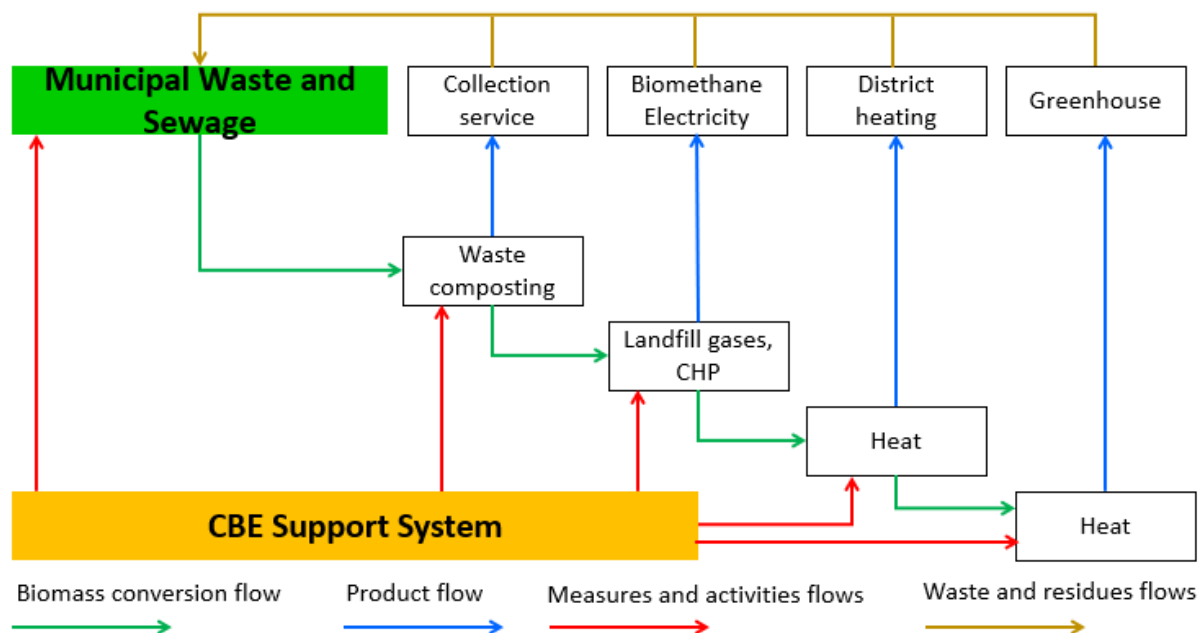 Municipal Waste and
Sewage
Collection
service
Biomethane
Electricity
District
heating
Greenhouse
Waste
composting
Landfill gases,
CHP
Heat
CBE Support System
Heat
Biomass conversion flow
Product flow
Measures and activities flows
Waste and residues flows